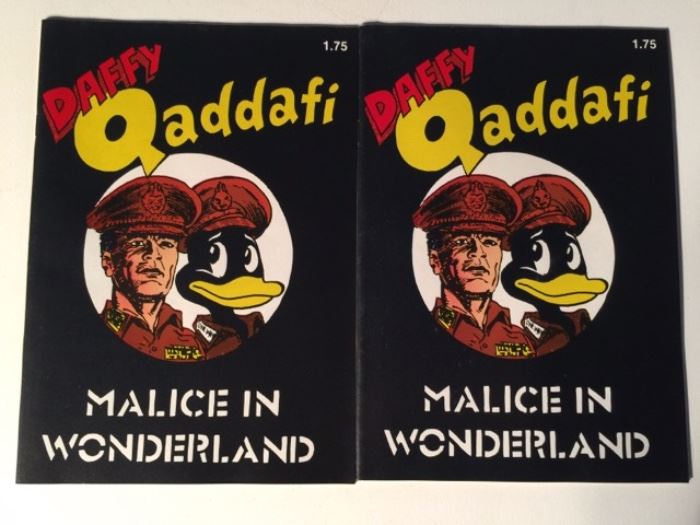 1.75
DAFFY
Qaddafi
MALICE IN
WONDERLAND
1.75
DAFFY
Qaddafi
MALICE IN
WONDERLAND